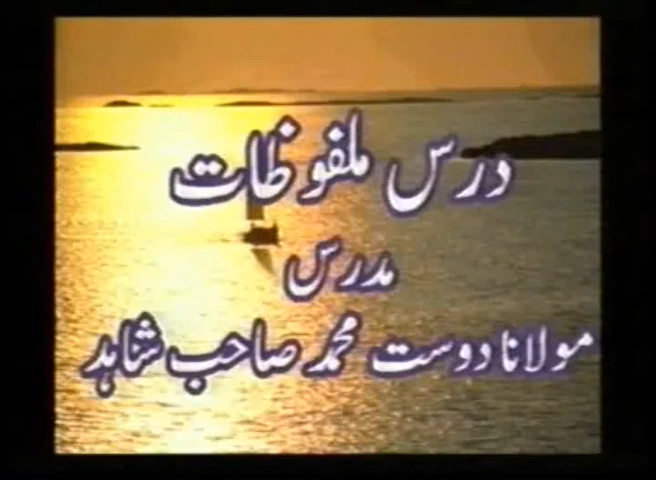 درس ملفوظات
مدرس
مولانا دوست محمد صاحب شاہد